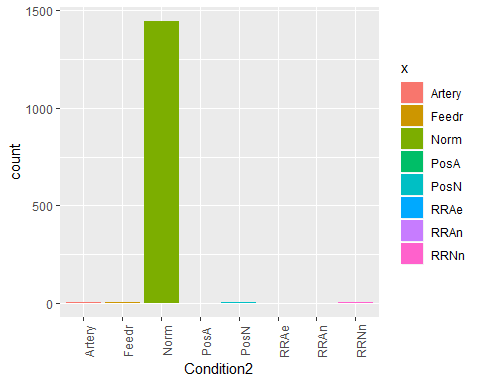 1500
1000
500
0
count
Artery
Feedr
Norm
PosA
PosN
RRAe
RRAn
RRNn
Condition2
x
Artery
Feedr
Norm
PosA
PosN
RRAe
RRAn
RRNn